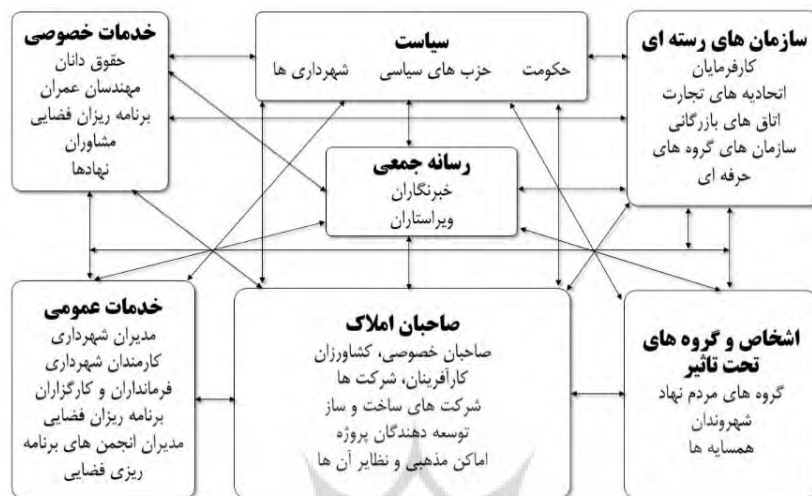 سازمان های رسته ای
کارفرمایان
اتحادیه های تجارت
اتاق های بازرگانی
سازمان های گروه های
حرفه ای
سیاست
حکومت حزب های سیاسی شهرداری ها
خدمات خصوصی
حقوق دانان
مهندسان عمران
برنامه ریزان فضایی
مشاوران
نهادها
رسانه جمعی
خبرنگاران
ویراستاران
اشخاص و گروه های
تحت تاثیر
گروه های مردم نهاد
شهروندان
همسایه ها
صاحبان املاک
صاحبان خصوصی، کشاورزان
کارآفرینان، شرکت ها
شرکت های ساخت و ساز
توسعه دهندگان پروژه
اماکن مذهبی و نظایر آن ها
خدمات عمومی
مدیران شهرداری
کارمندان شهرداری
فرمانداران و کارگزاران
برنامه ریزان فضایی
مدیران انجمن های برنامه
ریزی فضایی